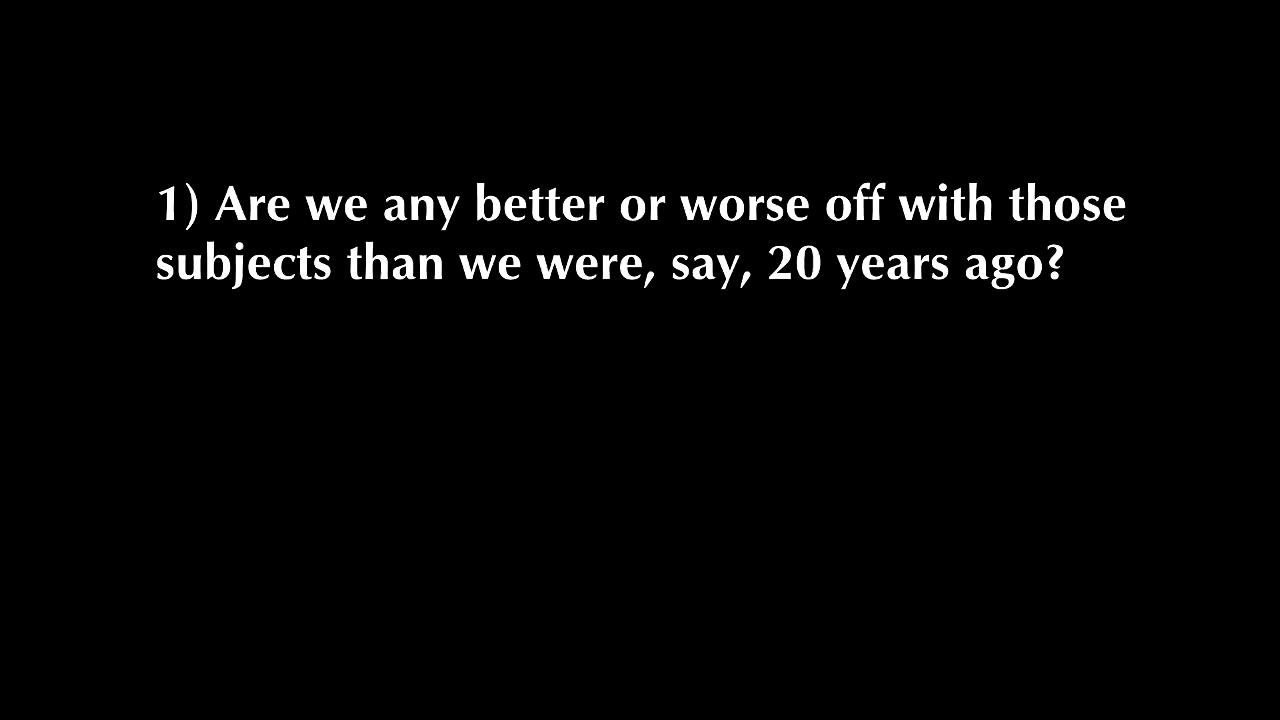 1) Are we any better or worse off with those
subjects than we were, say, 20 years ago?